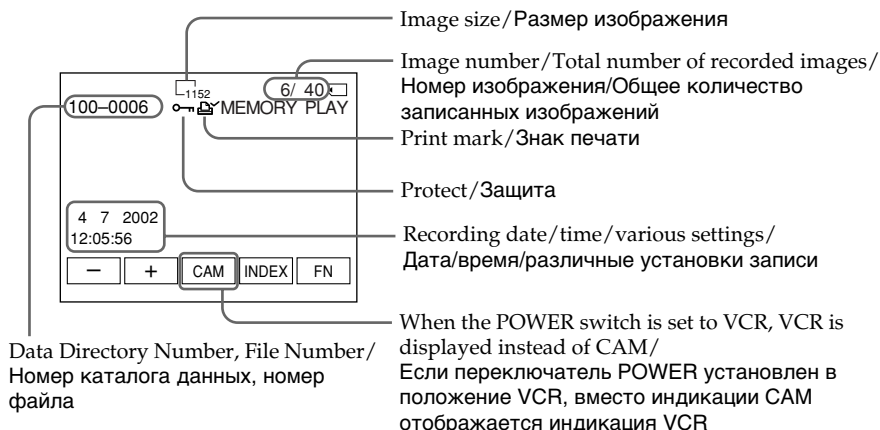 Image size/Размер изображения
Image number/Total number of recorded images/
Номер изображения/Общее количество
записанных изображений
Print mark/Знак печати
Protect/Защита
Recording date/time/various settings/
Дата/время/различные установки записи
When the POWER switch is set to VCR, VCR is
displayed instead of CAM/
Если переключатель POWER установлен в
положение VCR, вместо индикации CAM
отображается индикация VCR
1152
6/ 40
100–0006
MEMORY PLAY
4 7 2002
12:05:56
– + CAM INDEX FN
Data Directory Number, File Number/
Номер каталога данных, номер
файла